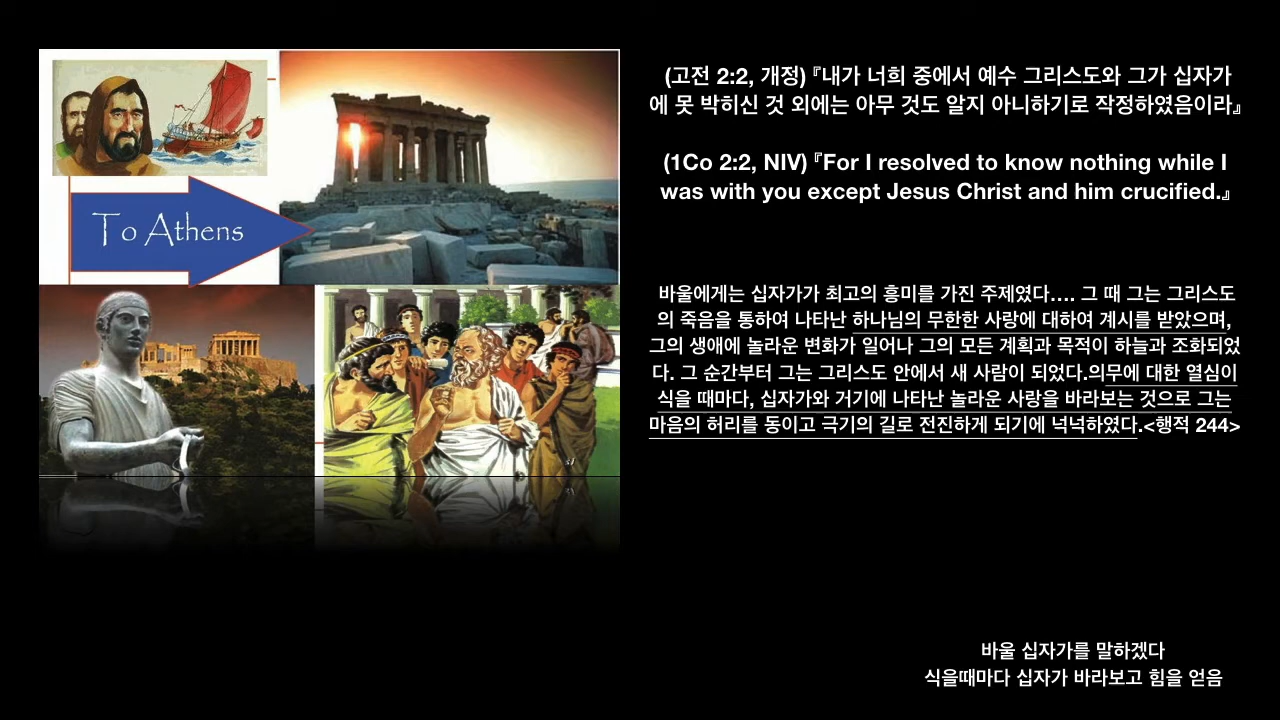 To Athens
(고전 2:2, 개정) 『내가 너희 중에서 예수 그리스도와 그가 십자가
에 못 박히신 것 외에는 아무 것도 알지 아니하기로 작정하였음이라』
(1Co 2:2, NIV) 『For I resolved to know nothing while I
was with you except Jesus Christ and him crucified.』
바울에게는 십자가가 최고의 흥미를 가진 주제였다.... 그 때 그는 그리스도
의 죽음을 통하여 나타난 하나님의 무한한 사랑에 대하여 계시를 받았으며,
그의 생애에 놀라운 변화가 일어나 그의 모든 계획과 목적이 하늘과 조화되었
다. 그 순간부터 그는 그리스도 안에서 새 사람이 되었다.의무에 대한 열심이
식을 때마다, 십자가와 거기에 나타난 놀라운 사랑을 바라보는 것으로 그는
마음의 허리를 동이고 극기의 길로 전진하게 되기에 넉넉하였다.<행적 244>
바울 십자가를 말하겠다
식을때마다 십자가 바라보고 힘을 얻음